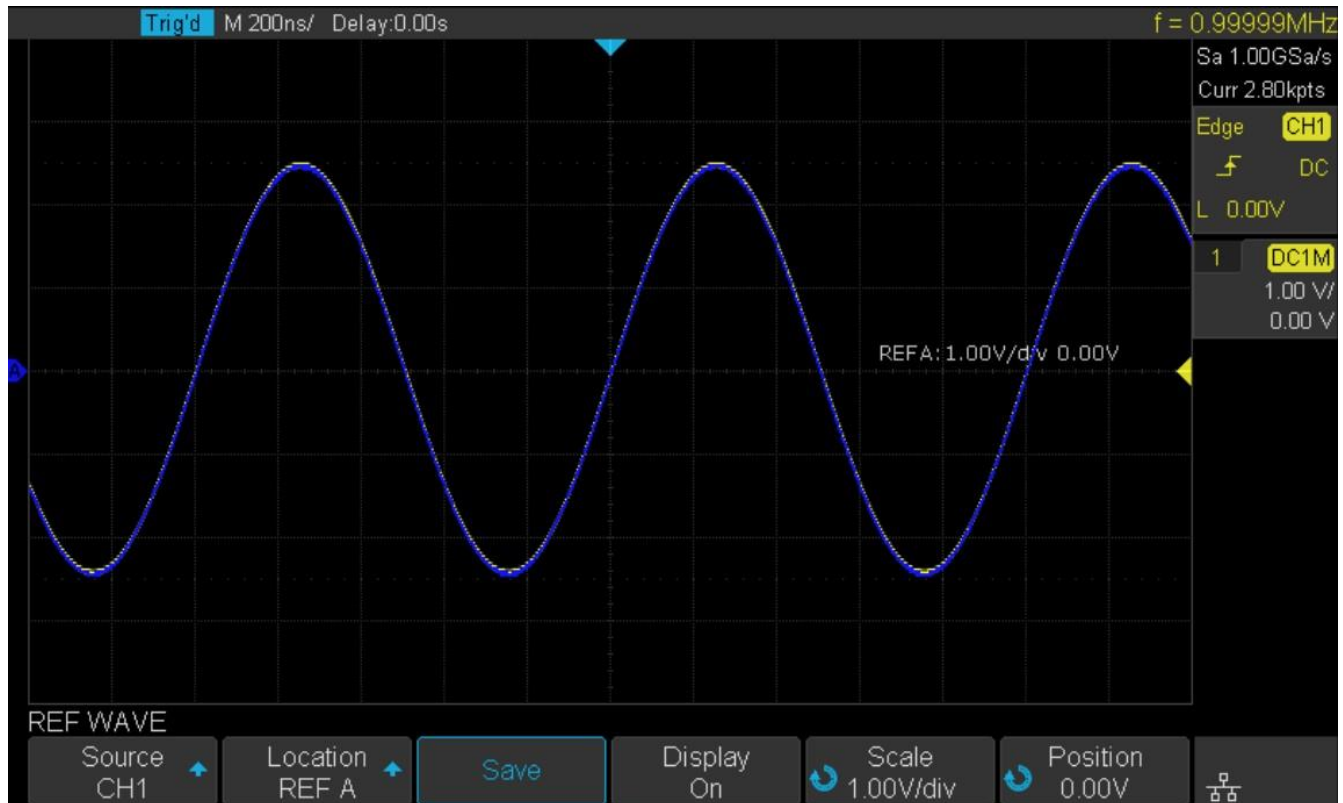 Trig'd M 200ns/ Delay:0.00s f = 0.99999MHz
Sa 1.00GSa/s
Curr 2.80kpts
Edge CH1
DC
L 0.00V
1 DC1M
1.00 V/
0.00 V
REFA:1.00V/div 0.00V
A
REF WAVE
Source Location Save Display Scale Position
CH1 REF A On 1.00V/div 0.00V